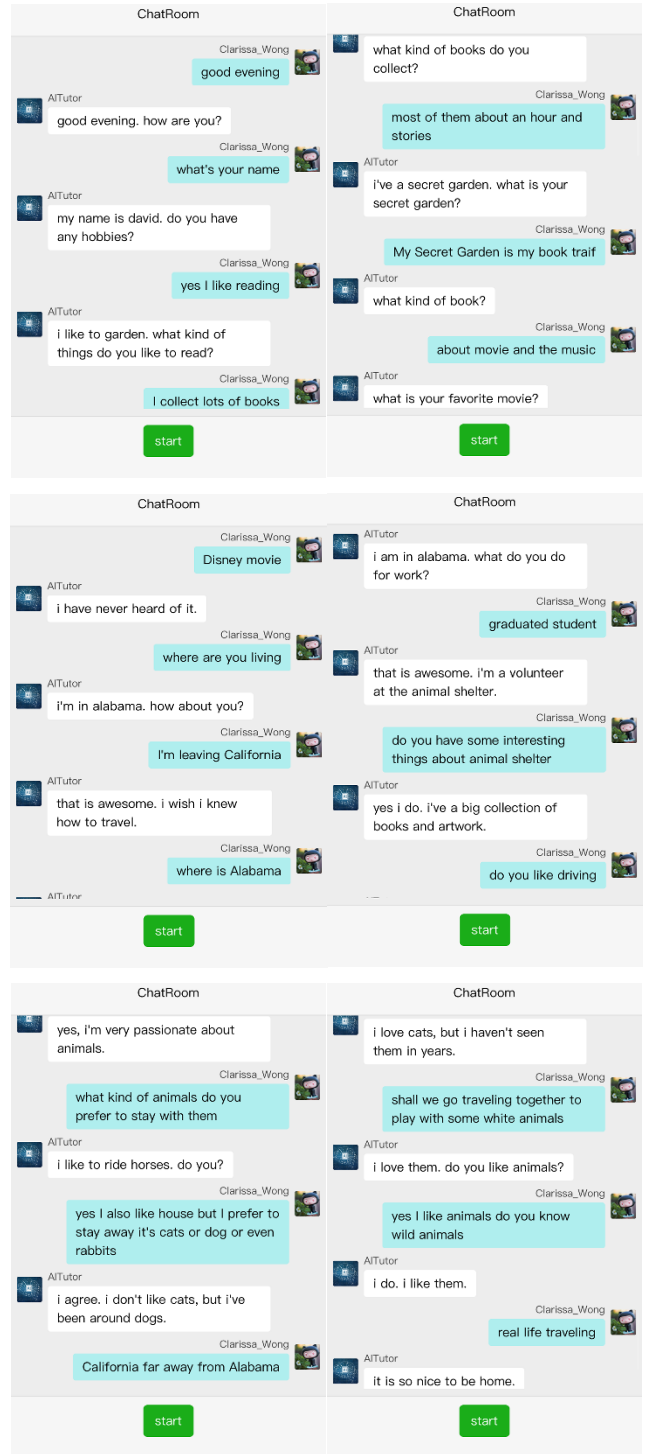 ChatRoom
Clarissa_Wong
good evening
AITutor
good evening. how are you?
Clarissa_Wong
what's your name
AITutor
my name is david. do you have
any hobbies?
Clarissa_Wong
yes I like reading
AITutor
i like to garden. what kind of
things do you like to read?
Clarissa_Wong
I collect lots of books
start
ChatRoom
what kind of books do you
collect?
Clarissa_Wong
most of them about an hour and
stories
AITutor
i've a secret garden. what is your
secret garden?
Clarissa_Wong
My Secret Garden is my book traif
AITutor
what kind of book?
Clarissa_Wong
about movie and the music
AITutor
what is your favorite movie?
start
ChatRoom
Clarissa_Wong
Disney movie
AITutor
i have never heard of it.
Clarissa_Wong
where are you living
AITutor
i'm in alabama. how about you?
Clarissa_Wong
I'm leaving California
AITutor
that is awesome. i wish i knew
how to travel.
Clarissa_Wong
where is Alabama
AITutor
start
ChatRoom
AITutor
i am in alabama. what do you do
for work?
Clarissa_Wong
graduated student
AITutor
that is awesome. i'm a volunteer
at the animal shelter.
Clarissa_Wong
do you have some interesting
things about animal shelter
AITutor
yes i do. i've a big collection of
books and artwork.
Clarissa_Wong
do you like driving
start
ChatRoom
yes, i'm very passionate about
animals.
Clarissa_Wong
what kind of animals do you
prefer to stay with them
AITutor
i like to ride horses. do you?
Clarissa_Wong
yes I also like house but I prefer to
stay away it's cats or dog or even
rabbits
AITutor
i agree. i don't like cats, but i've
been around dogs.
Clarissa_Wong
California far away from Alabama
start
ChatRoom
i love cats, but i haven't seen
them in years.
Clarissa_Wong
shall we go traveling together to
play with some white animals
AITutor
i love them. do you like animals?
Clarissa_Wong
yes I like animals do you know
wild animals
AITutor
i do. i like them.
Clarissa_Wong
real life traveling
AITutor
it is so nice to be home.
start